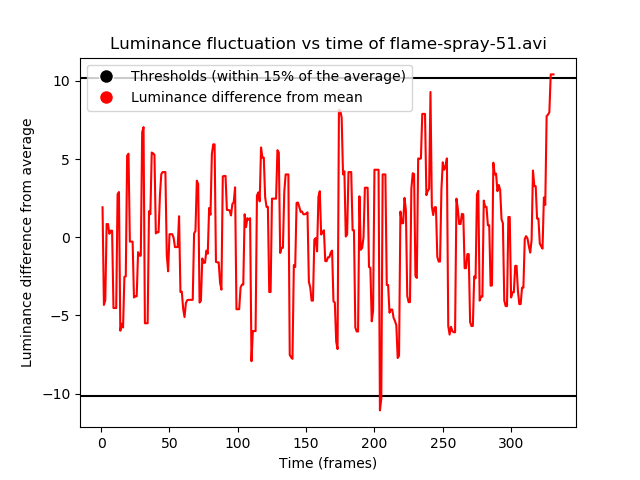 Luminance fluctuation vs time of flame-spray-51.avi
Thresholds (within 15% of the average)
Luminance difference from mean
Luminance difference from average
10
5
0
−5
−10
0 50 100 150 200 250 300
Time (frames)